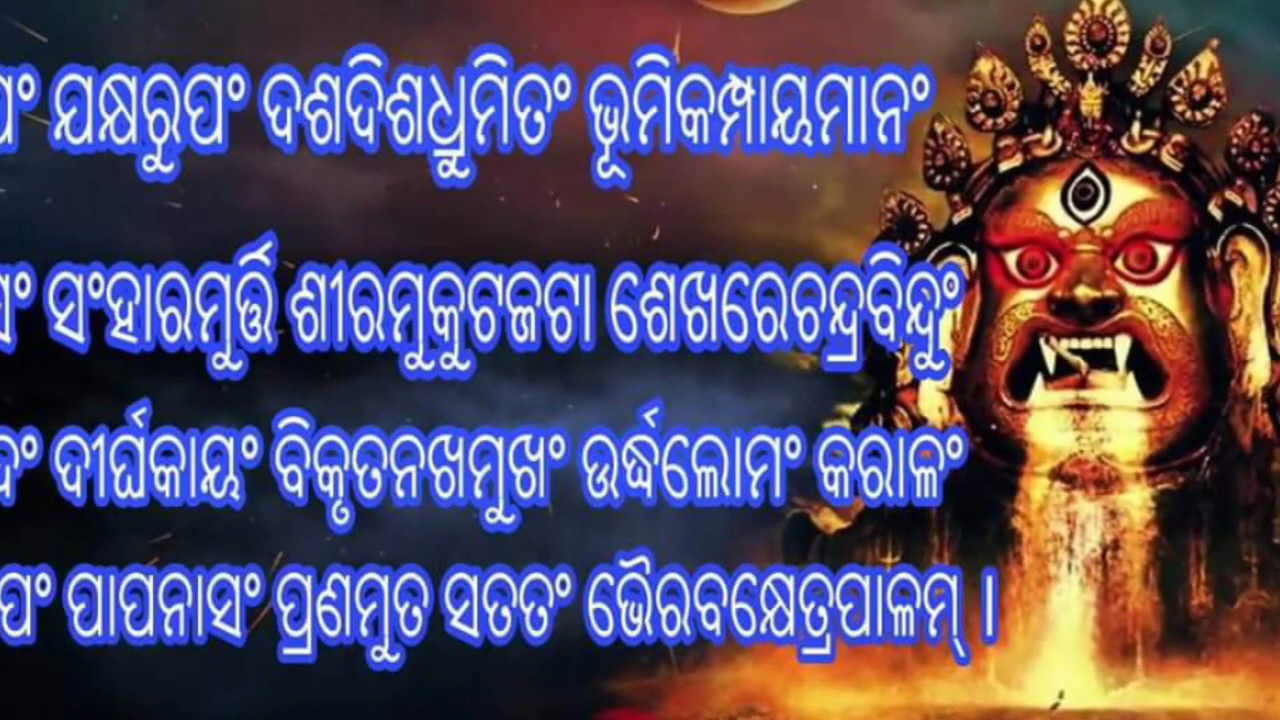 ଯକ୍ଷରୁପଂ ଦଶଦିଶଧ୍ରୁମିତଂ ଭୂମିକମ୍ପାୟମାନଂ
ସଂହାରମୁର୍ତ୍ତି ଶୀରମୁକୁଟଜଟା ଶେଖରେଚନ୍ଦ୍ରବିନ୍ଦୁଂ
ଦୀର୍ଘକାୟଂ ବିକୃତନଖମୁଖଂ ଉର୍ଦ୍ଧଲୋମଂ କରାଳଂ
ପଂ ପାପନାସଂ ପ୍ରଣମୁତ ସତତଂ ଭୈରବକ୍ଷେତ୍ରପାଳମ୍ ।